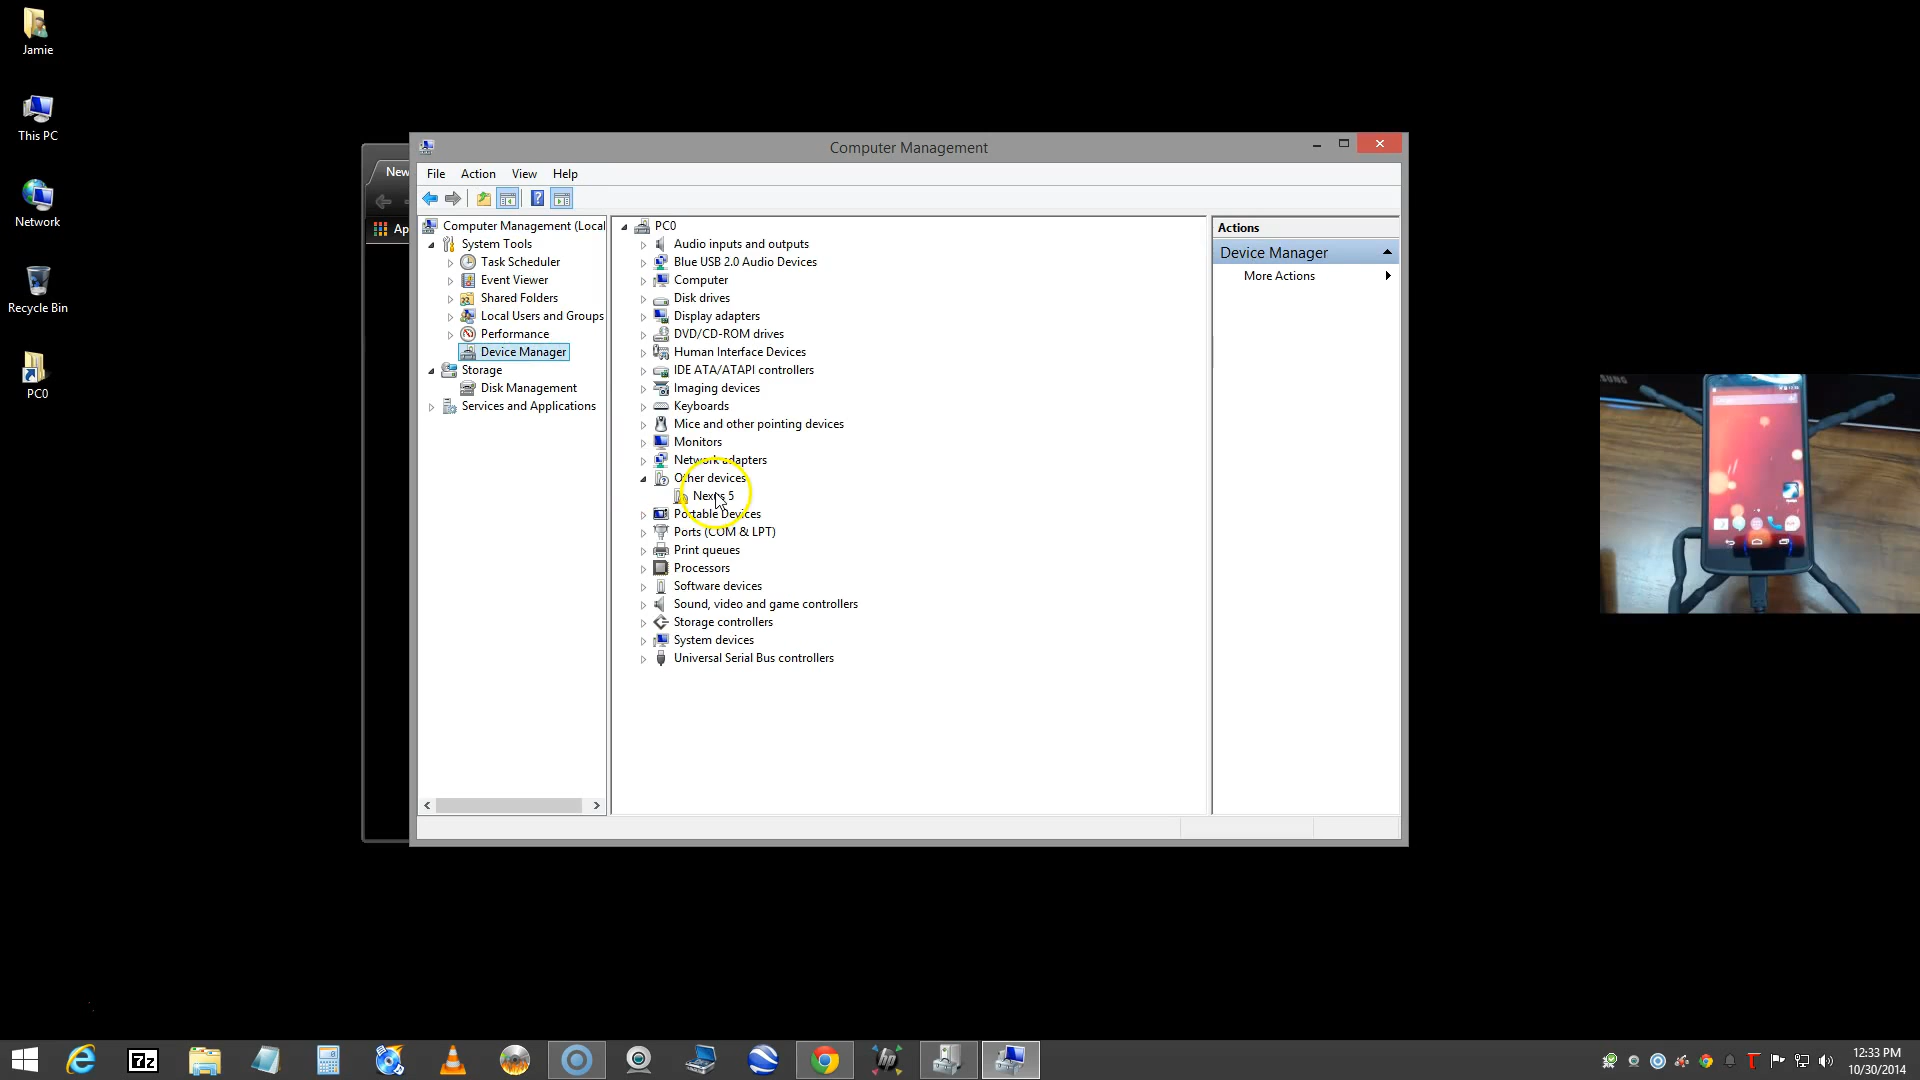 Jamie
This PC
Network
Recycle Bin
PC0
New
Ap
Computer Management
File Action View Help
Computer Management (Local
System Tools
Task Scheduler
Event Viewer
Shared Folders
Local Users and Groups
Performance
Device Manager
Storage
Disk Management
Services and Applications
PC0
Audio inputs and outputs
Blue USB 2.0 Audio Devices
Computer
Disk drives
Display adapters
DVD/CD-ROM drives
Human Interface Devices
IDE ATA/ATAPI controllers
Imaging devices
Keyboards
Mice and other pointing devices
Monitors
Network adapters
Other devices
Nexus 5
Portable Devices
Ports (COM & LPT)
Print queues
Processors
Software devices
Sound, video and game controllers
Storage controllers
System devices
Universal Serial Bus controllers
Actions
Device Manager
More Actions
SAMSUNG
7z
hp
12:33 PM
10/30/2014